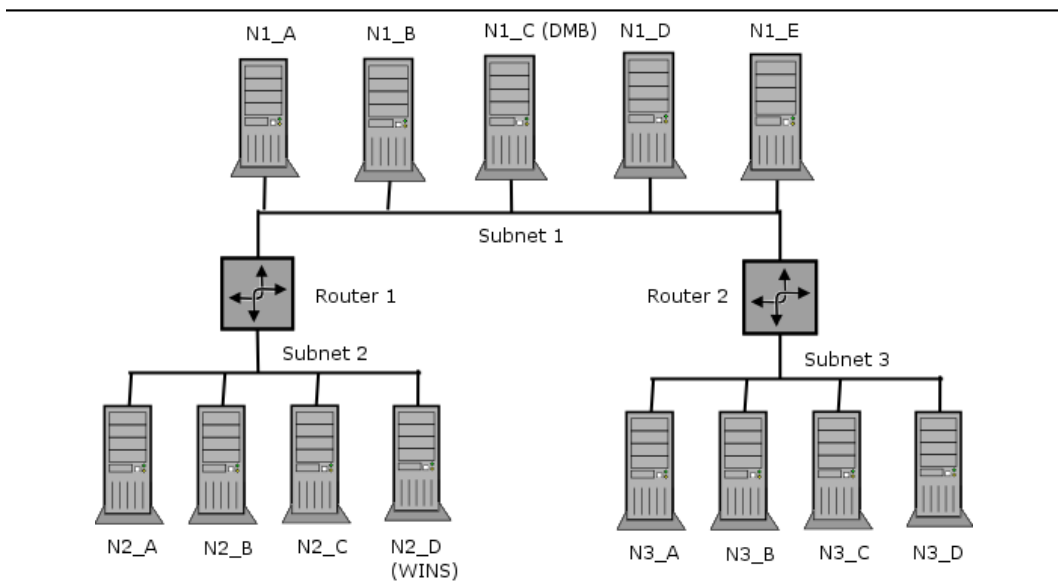 N1_A
N1_B
N1_C (DMB)
N1_D
N1_E
Subnet 1
Router 1
Router 2
Subnet 2
Subnet 3
N2_A
N2_B
N2_C
N2_D
(WINS)
N3_A
N3_B
N3_C
N3_D